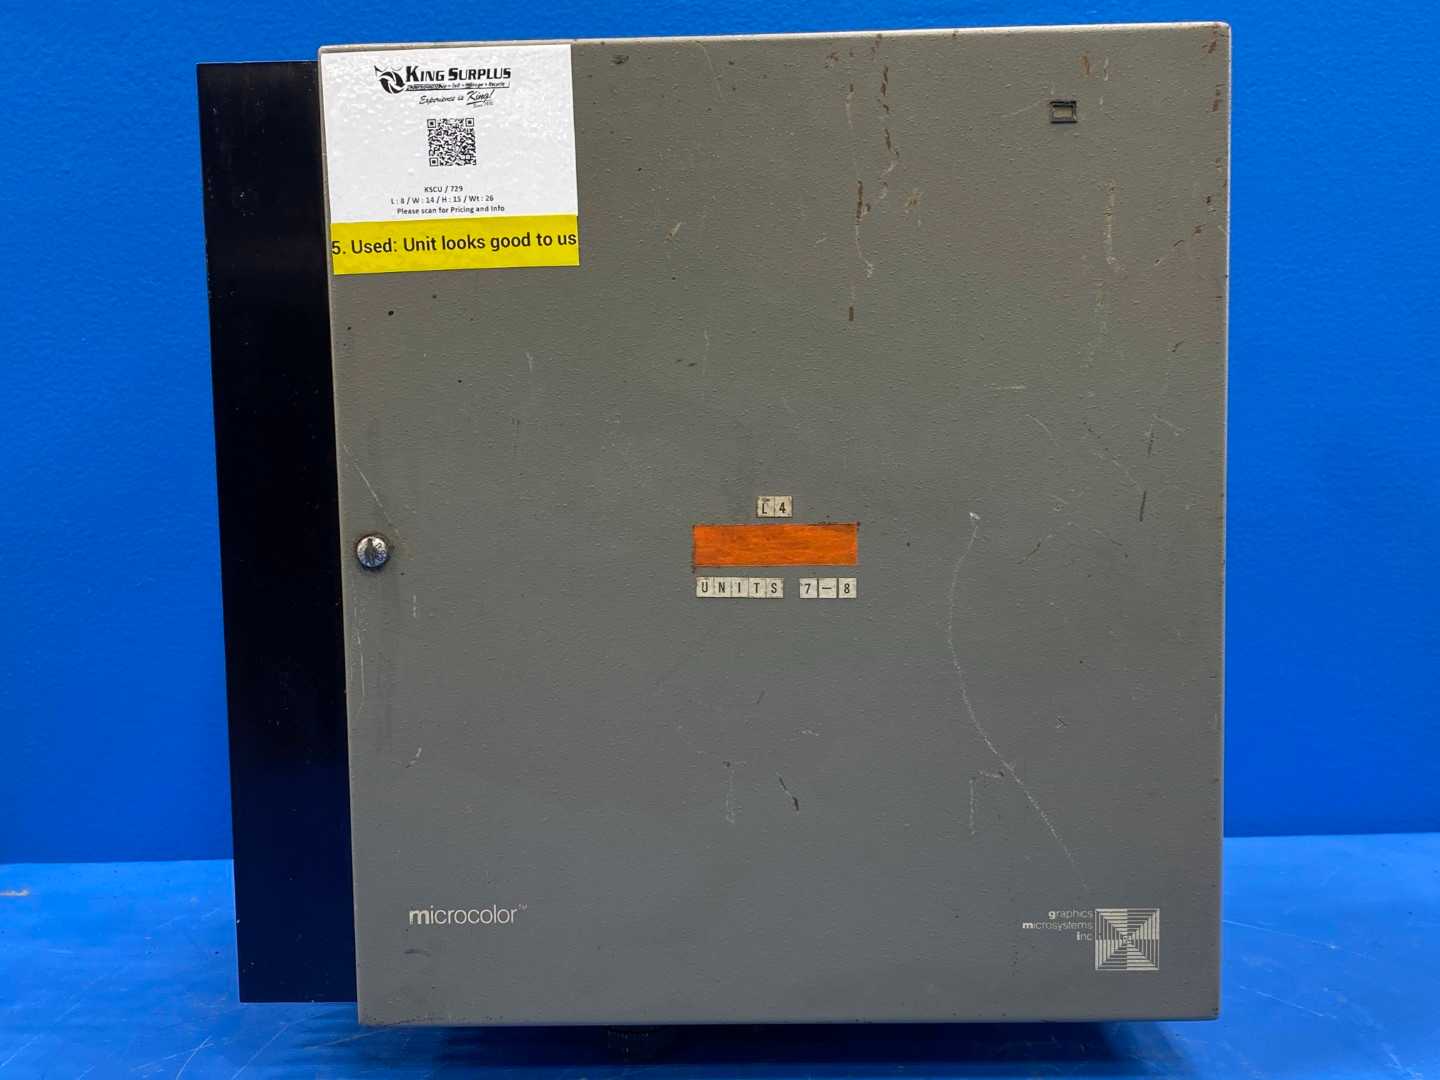 KING SURPLUS
Experience is King!
KSCU / 729
L : 8 / W : 14 / H : 15 / Wt : 26
Please scan for Pricing and Info
5. Used: Unit looks good to us
L4
UNITS 7-8
microcolor™
graphics
microsystems
inc